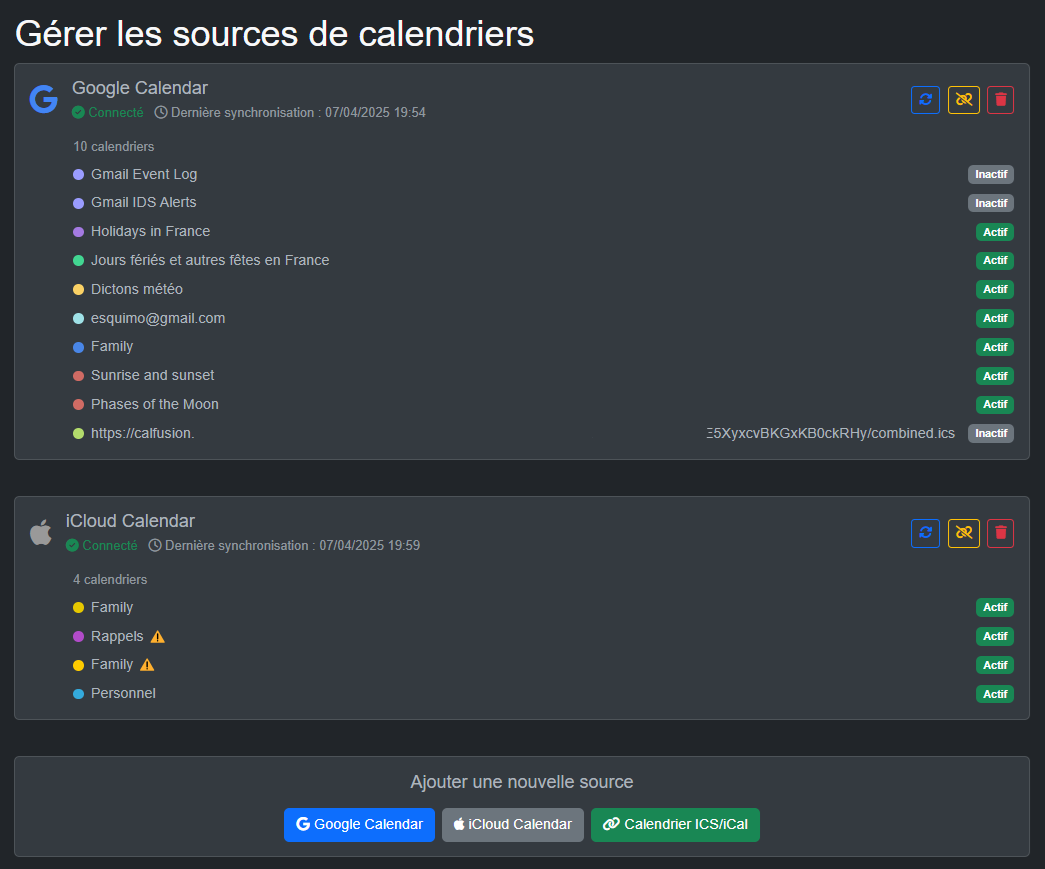 Gérer les sources de calendriers
Google Calendar
Connecté Dernière synchronisation : 07/04/2025 19:54
10 calendriers
Gmail Event Log Inactif
Gmail IDS Alerts Inactif
Holidays in France Actif
Jours fériés et autres fêtes en France Actif
Dictons météo Actif
esquimo@gmail.com Actif
Family Actif
Sunrise and sunset Actif
Phases of the Moon Actif
https://calfusion. 5XyxcvBKGxKB0ckRHy/combined.ics Inactif
iCloud Calendar
Connecté Dernière synchronisation : 07/04/2025 19:59
4 calendriers
Family Actif
Rappels Actif
Family Actif
Personnel Actif
Ajouter une nouvelle source
Google Calendar iCloud Calendar Calendrier ICS/iCal